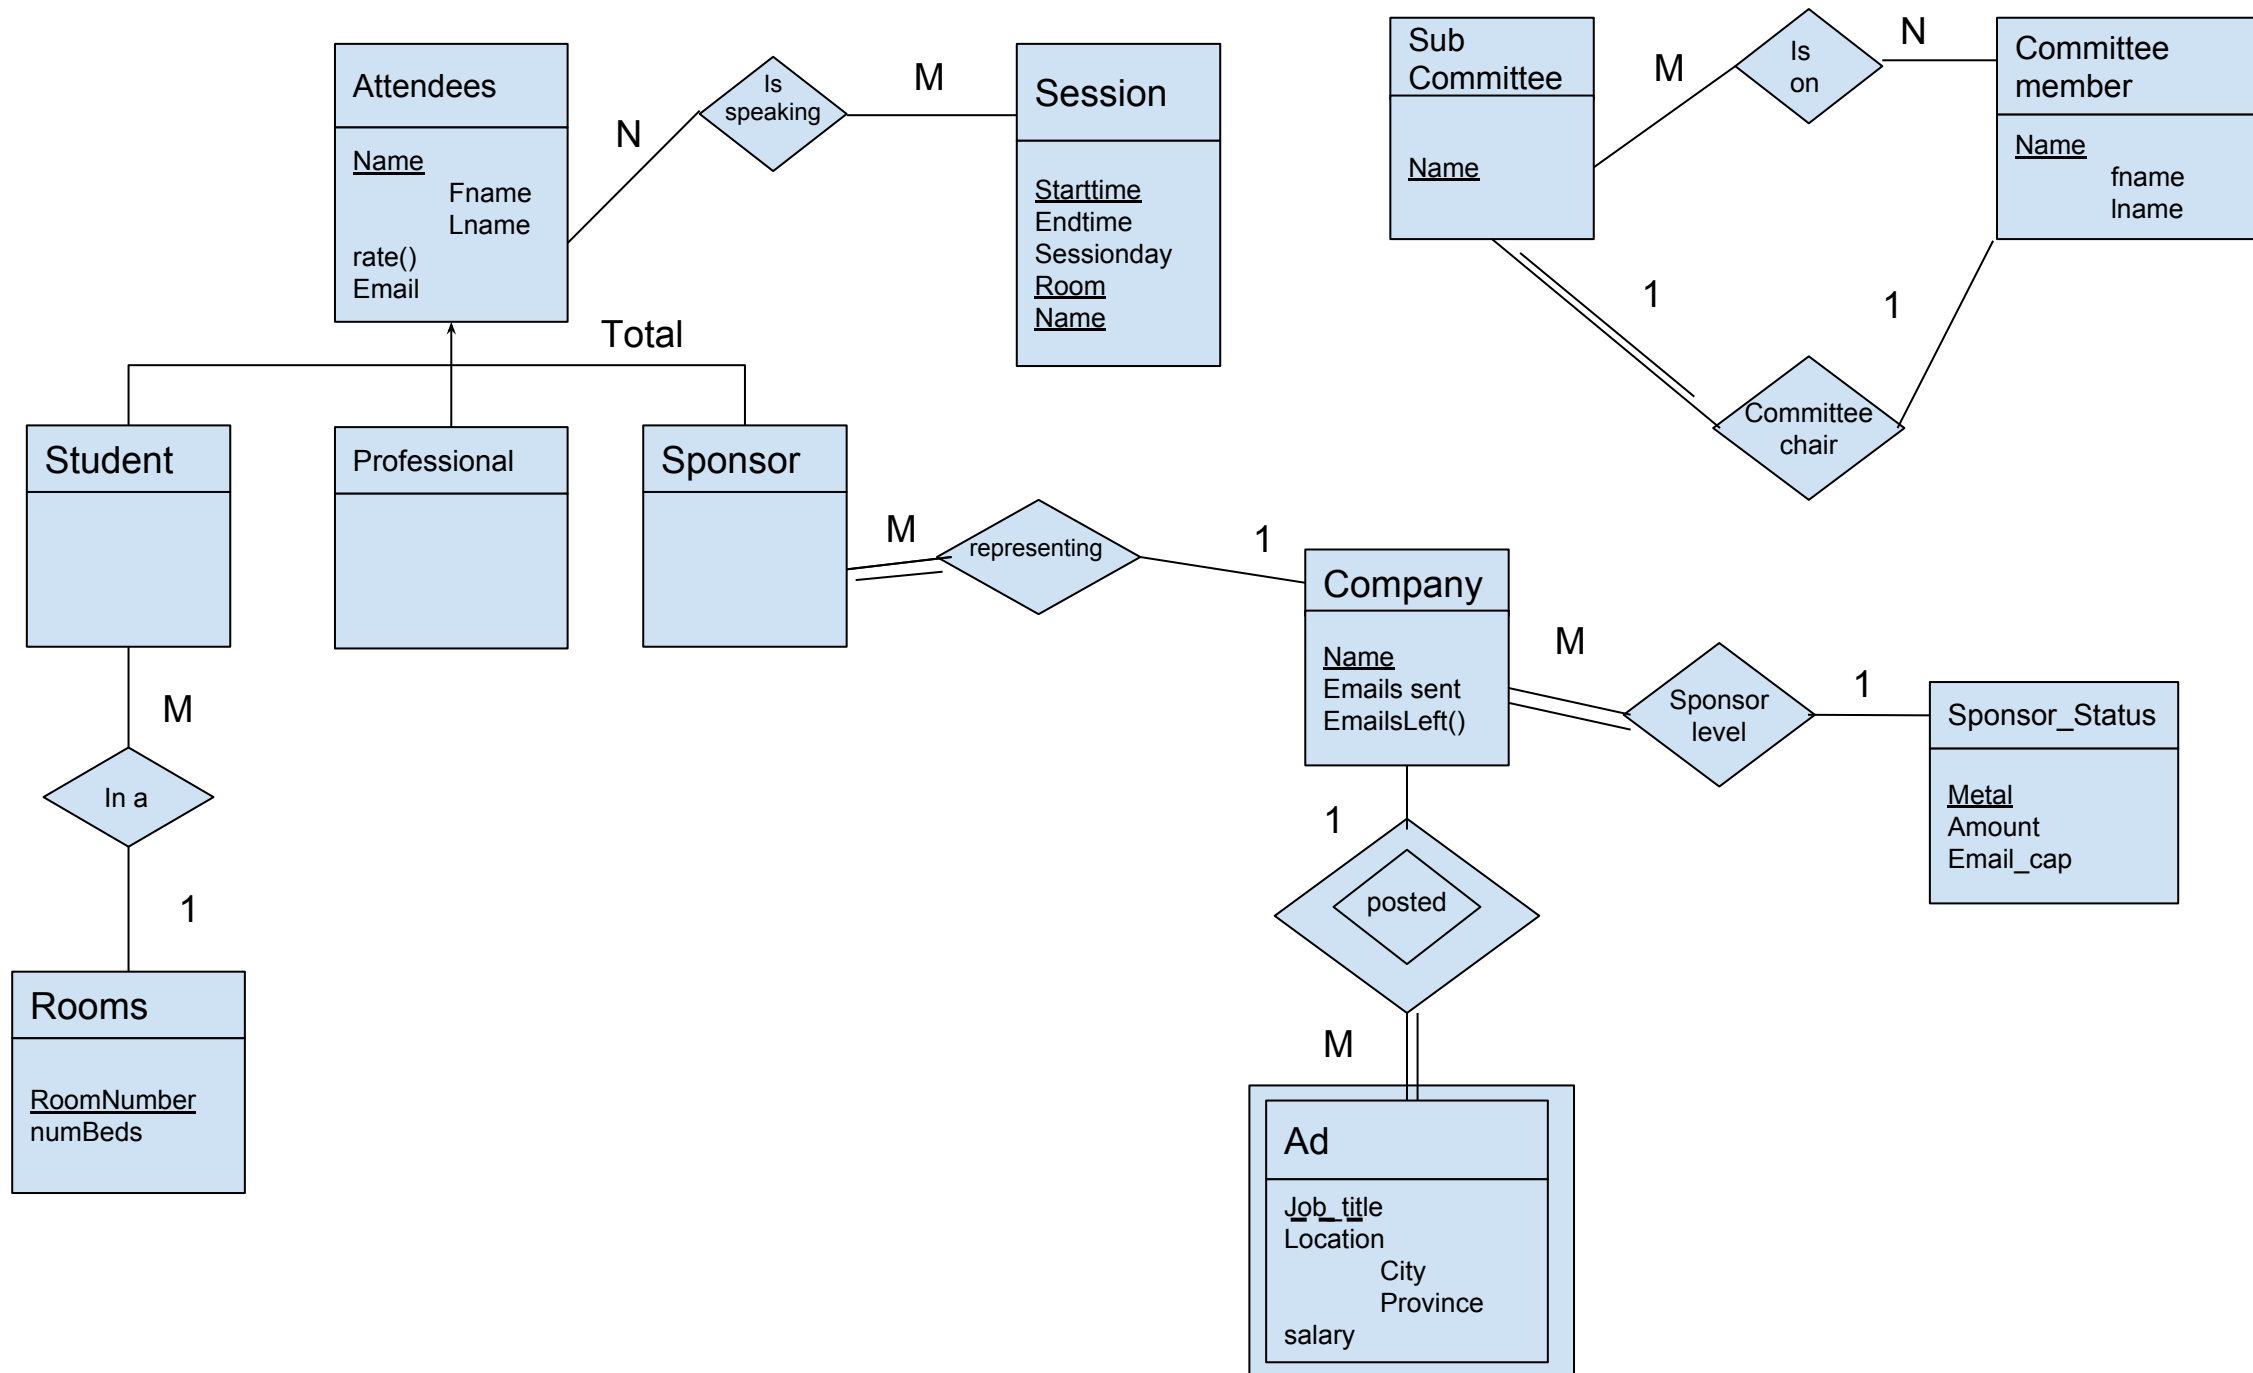 Attendees
Name
Fname
Lname
rate()
Email
N
Is
speaking
M
Session
Starttime
Endtime
Sessionday
Room
Name
Sub
Committee
Name
M
Is
on
N
Committee
member
Name
fname
lname
1
1
Committee
chair
Total
Student
Professional
Sponsor
M
representing
1
Company
Name
Emails sent
EmailsLeft()
M
Sponsor
level
1
Sponsor_Status
Metal
Amount
Email_cap
M
In a
1
Rooms
RoomNumber
numBeds
1
posted
M
Ad
Job_title
Location
City
Province
salary